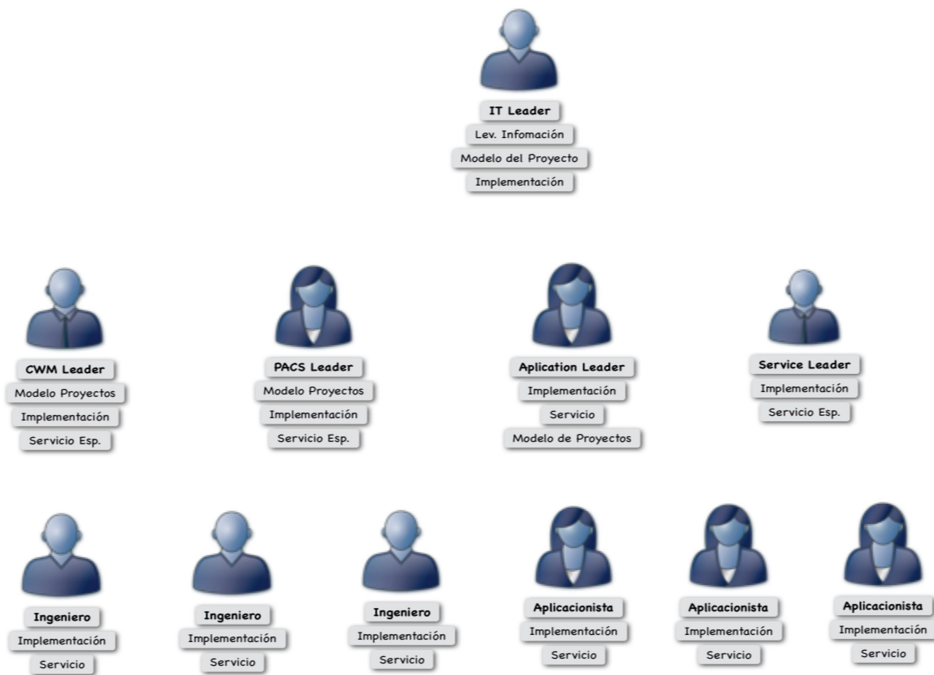 IT Leader
Lev. Infomación
Modelo del Proyecto
Implementación
CWM Leader
Modelo Proyectos
Implementación
Servicio Esp.
PACS Leader
Modelo Proyectos
Implementación
Servicio Esp.
Aplication Leader
Implementación
Servicio
Modelo de Proyectos
Service Leader
Implementación
Servicio Esp.
Ingeniero
Implementación
Servicio
Ingeniero
Implementación
Servicio
Ingeniero
Implementación
Servicio
Aplicacionista
Implementación
Servicio
Aplicacionista
Implementación
Servicio
Aplicacionista
Implementación
Servicio